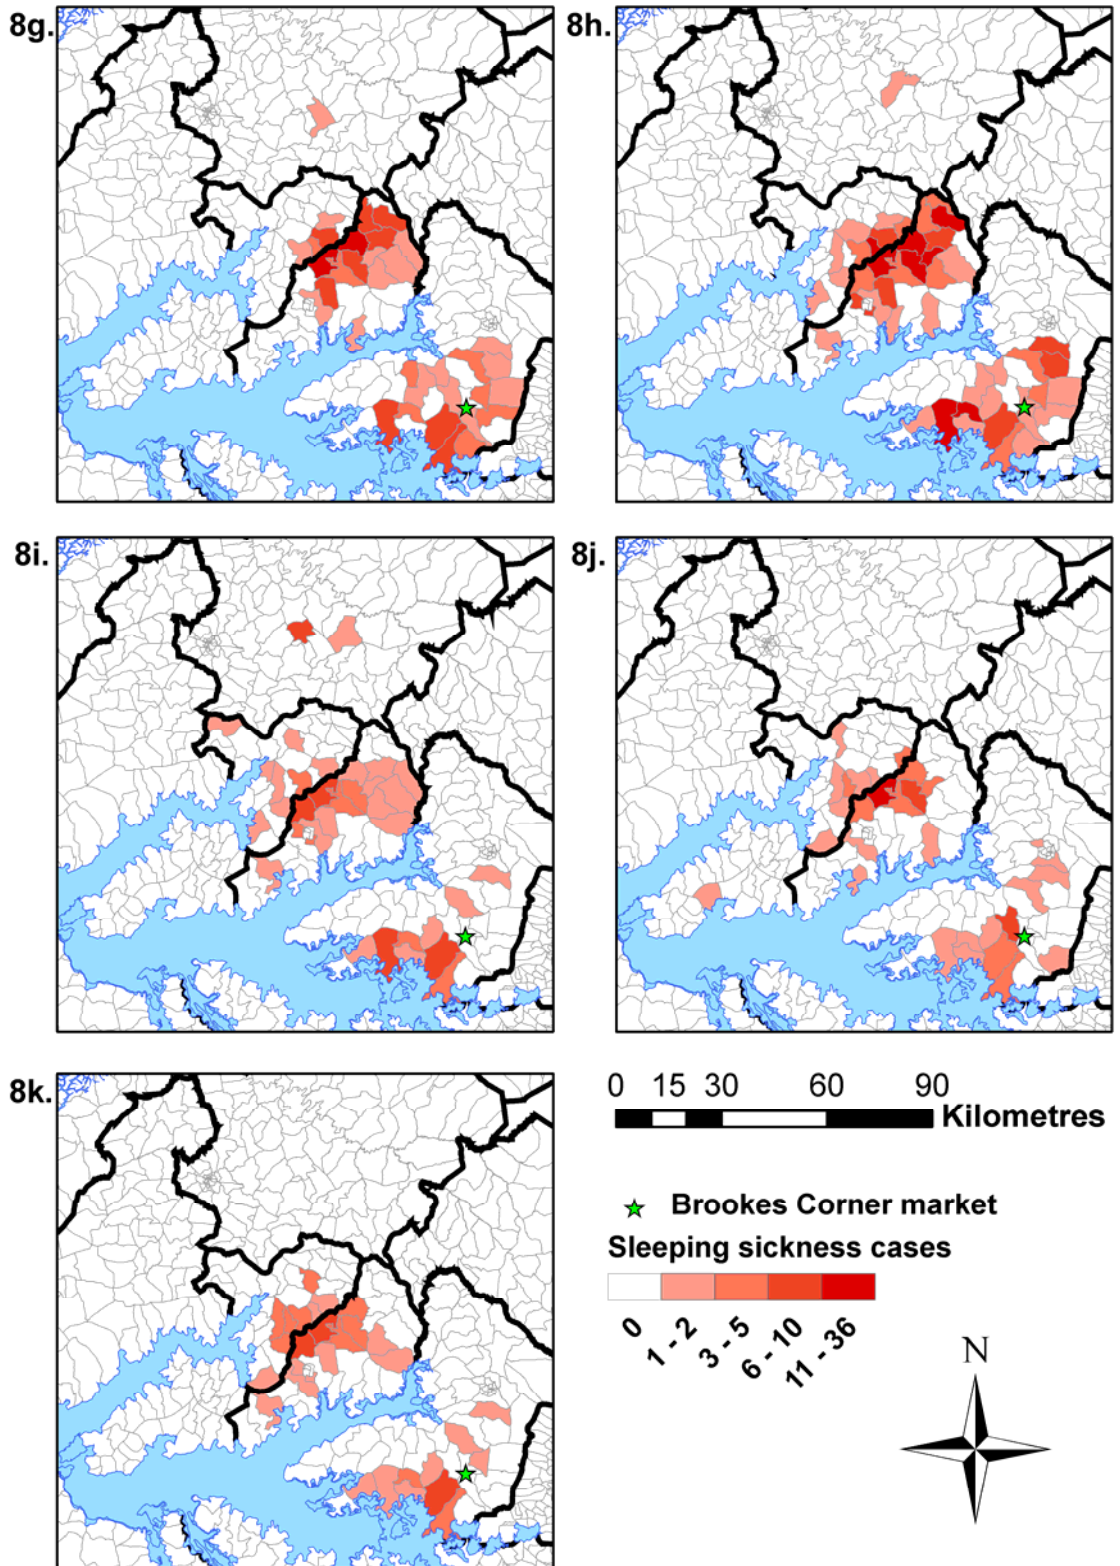 8g.
8h.
8i.
8j.
8k.
0 15 30 60 90
Kilometres
Brookes Corner market
Sleeping sickness cases
0
1 - 2
3 - 5
6 - 10
11 - 36
N